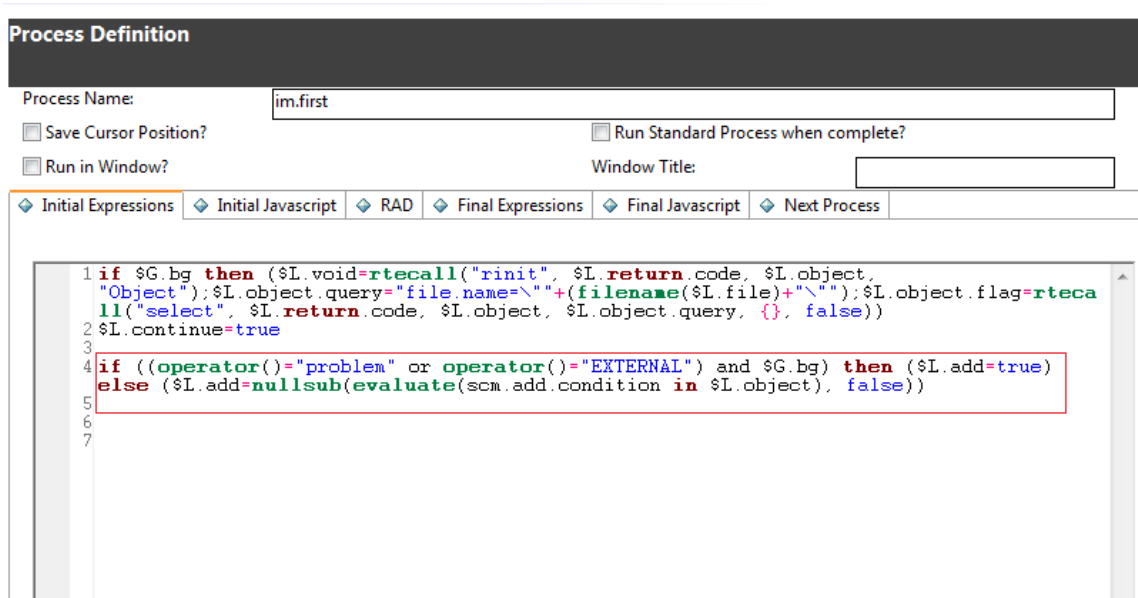 Process Definition
Process Name:
im.first
Save Cursor Position?
Run Standard Process when complete?
Run in Window?
Window Title:
Initial Expressions
Initial Javascript
RAD
Final Expressions
Final Javascript
Next Process
1 if $G.bg then ($L.void=rtecall("rinit", $L.return.code, $L.object,
"Object");$L.object.query="file.name=\""+(filename($L.file)+"\"");$L.object.flag=rteca
ll("select", $L.return.code, $L.object, $L.object.query, {}, false))
2 $L.continue=true
3
4 if ((operator()="problem" or operator()="EXTERNAL") and $G.bg) then ($L.add=true)
else ($L.add=nullsub(evaluate(scm.add.condition in $L.object), false))
5
6
7